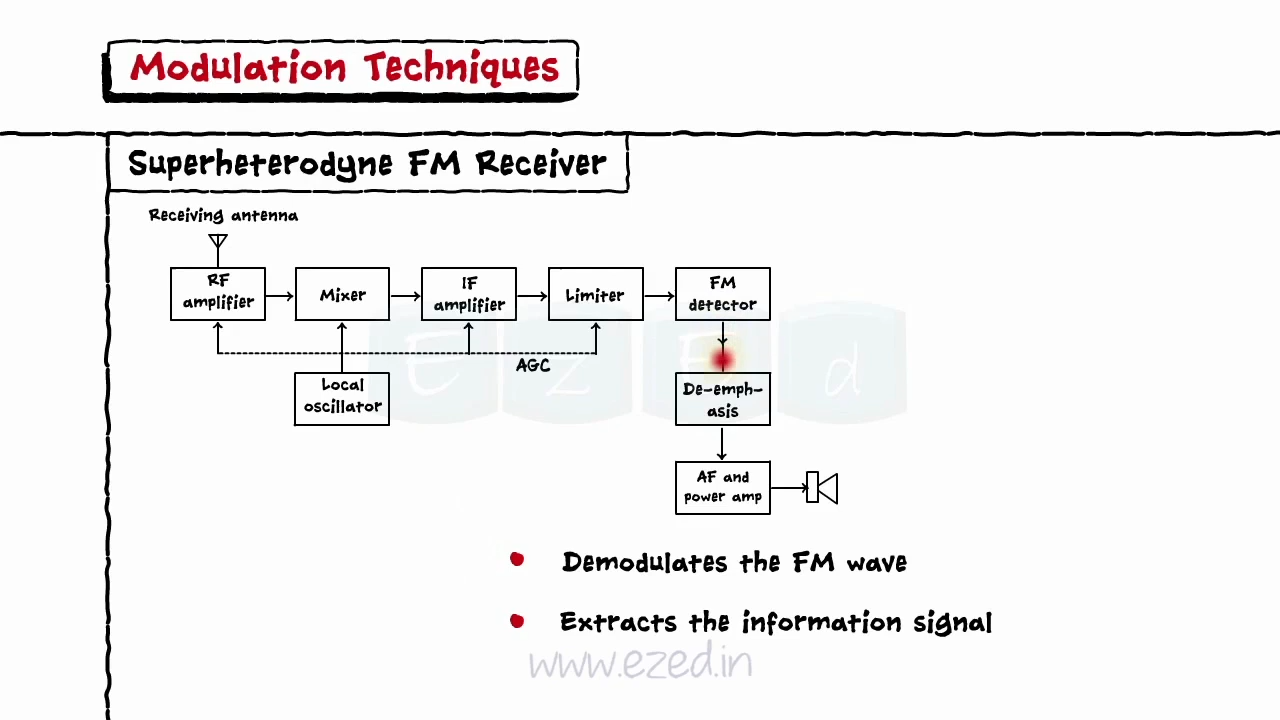 Modulation Techniques
Superheterodyne FM Receiver
Receiving antenna
RF
amplifier
Mixer
IF
amplifier
Limiter
FM
detector
AGC
Local
oscillator
De-emph-
asis
AF and
power amp
EZEd
Demodulates the FM wave
Extracts the information signal
www.ezed.in